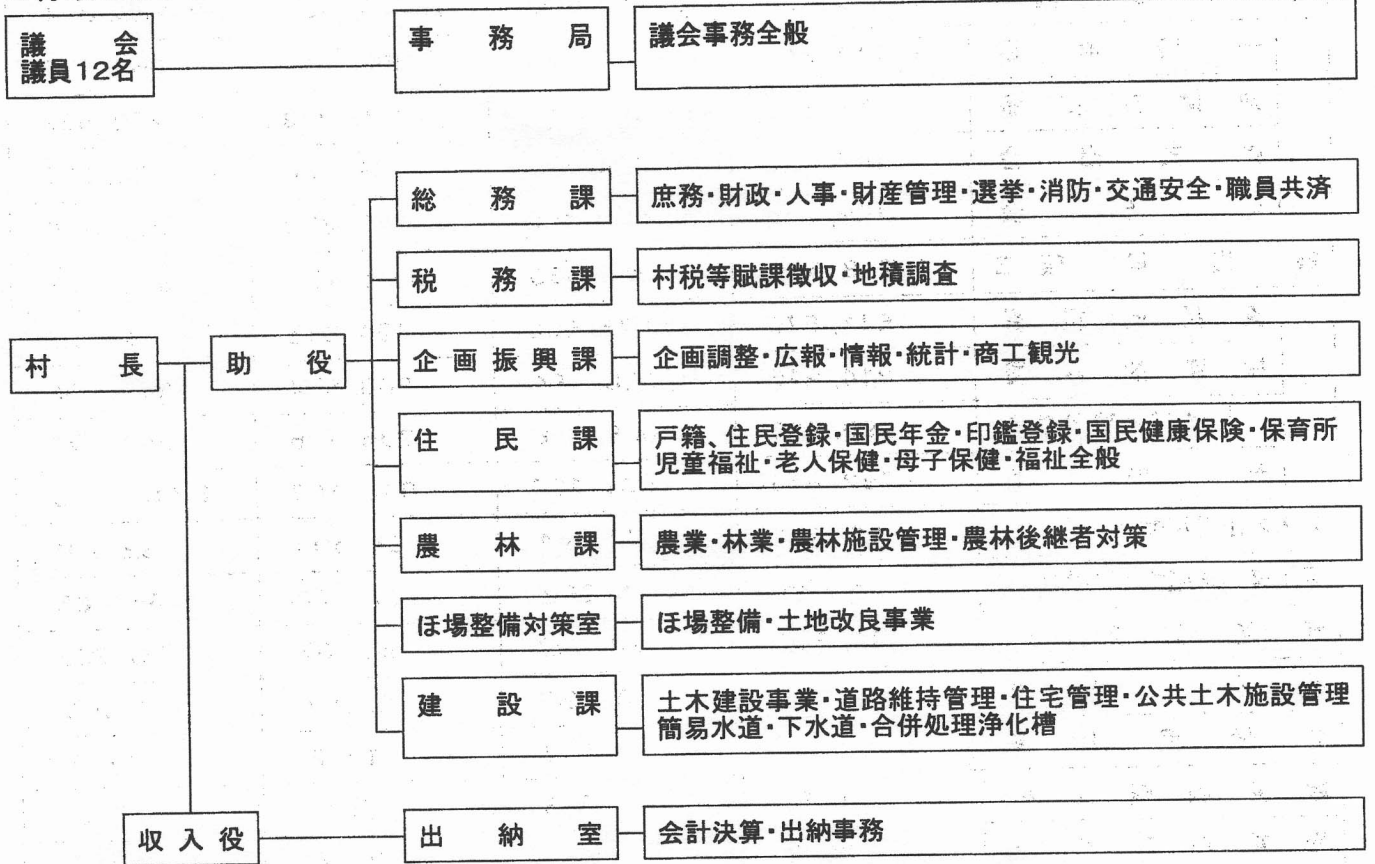 議会
議員12名
事務局
議会事務全般
総務課
庶務・財政・人事・財産管理・選挙・消防・交通安全・職員共済
税務課
村税等賦課徴収・地積調査
村長
助役
企画振興課
企画調整・広報・情報・統計・商工観光
住民課
戸籍、住民登録・国民年金・印鑑登録・国民健康保険・保育所
児童福祉・老人保健・母子保健・福祉全般
農林課
農業・林業・農林施設管理・農林後継者対策
ほ場整備対策室
ほ場整備・土地改良事業
建設課
土木建設事業・道路維持管理・住宅管理・公共土木施設管理
簡易水道・下水道・合併処理浄化槽
収入役
出納室
会計決算・出納事務